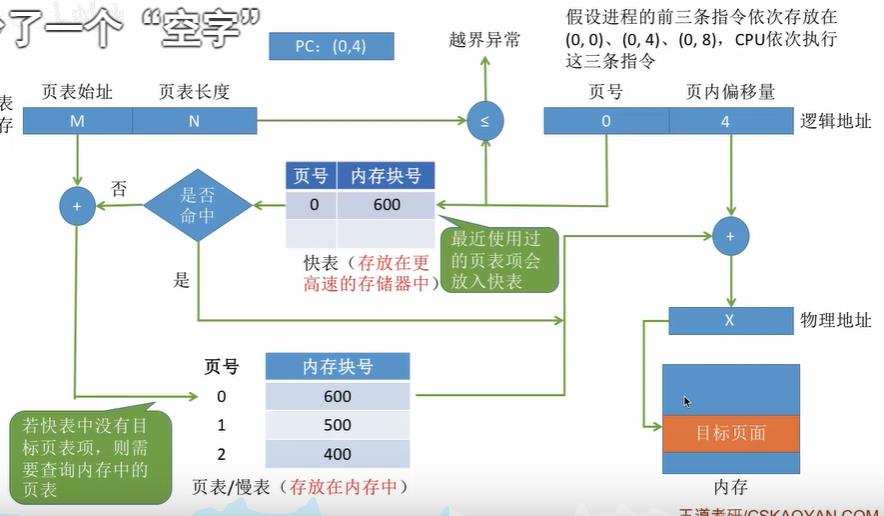 了一个“空字”
PC：(0,4)
越界异常
假设进程的前三条指令依次存放在
(0, 0)、(0, 4)、(0, 8)，CPU依次执行
这三条指令
表
存
页表始址
页表长度
M
N
≤
页号
页内偏移量
0
4
逻辑地址
+
否
是否
命中
页号
内存块号
0
600
最近使用过
的页表项会
放入快表
快表（存放在更
高速的存储器中）
是
+
X
物理地址
页号
内存块号
0
600
1
500
2
400
页表/慢表（存放在内存中）
若快表中没有目
标页表项，则需
要查询内存中的
页表
目标页面
内存
王道考研/CSKAOYAN.COM